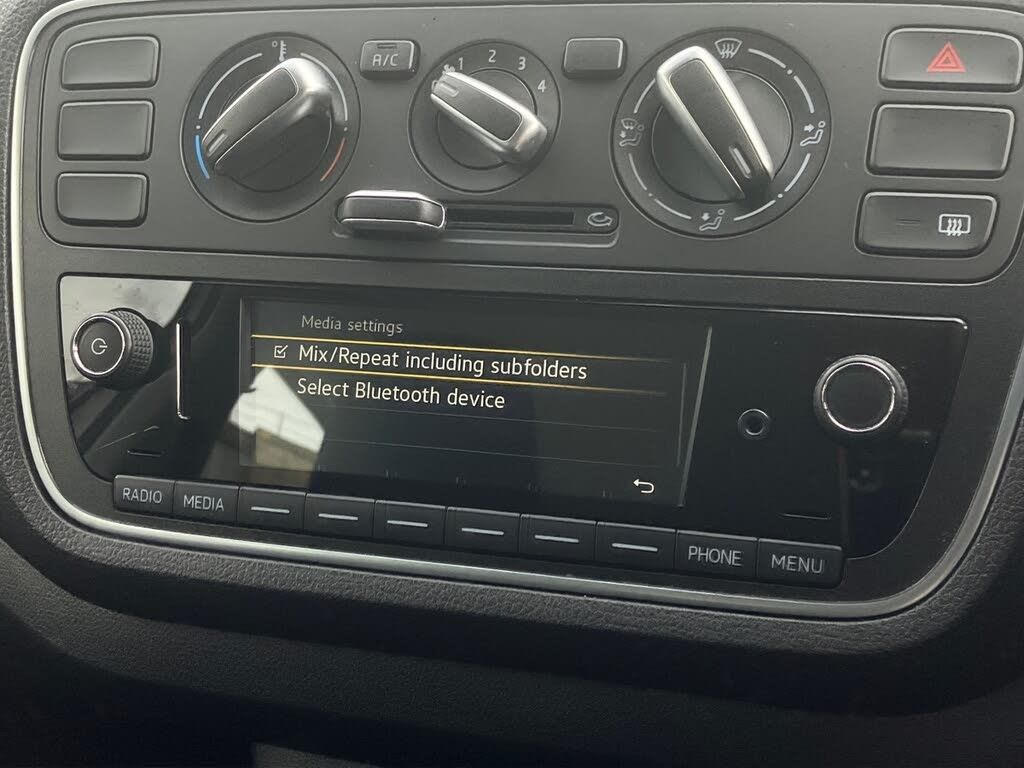 A/C
1
2
3
4
Media settings
Mix/Repeat including subfolders
Select Bluetooth device
RADIO
MEDIA
PHONE
MENU